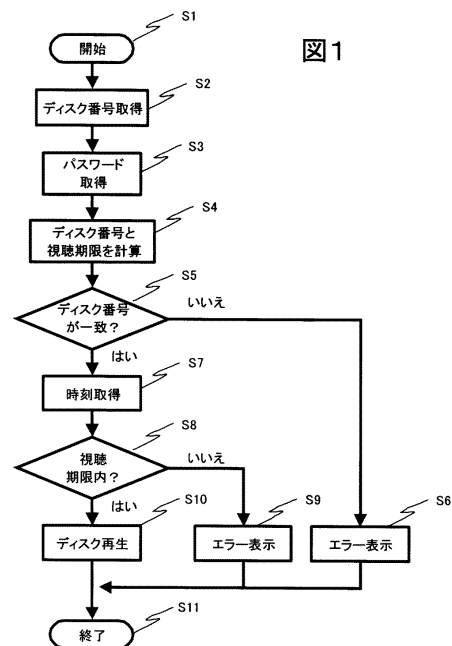 S1
開始
図1
S2
ディスク番号取得
S3
パスワード
取得
S4
ディスク番号と
視聴期限を計算
S5
ディスク番号
が一致？
いいえ
はい
S7
時刻取得
S8
視聴
期限内？
いいえ
はい
S10
S9
S6
ディスク再生
エラー表示
エラー表示
S11
終了